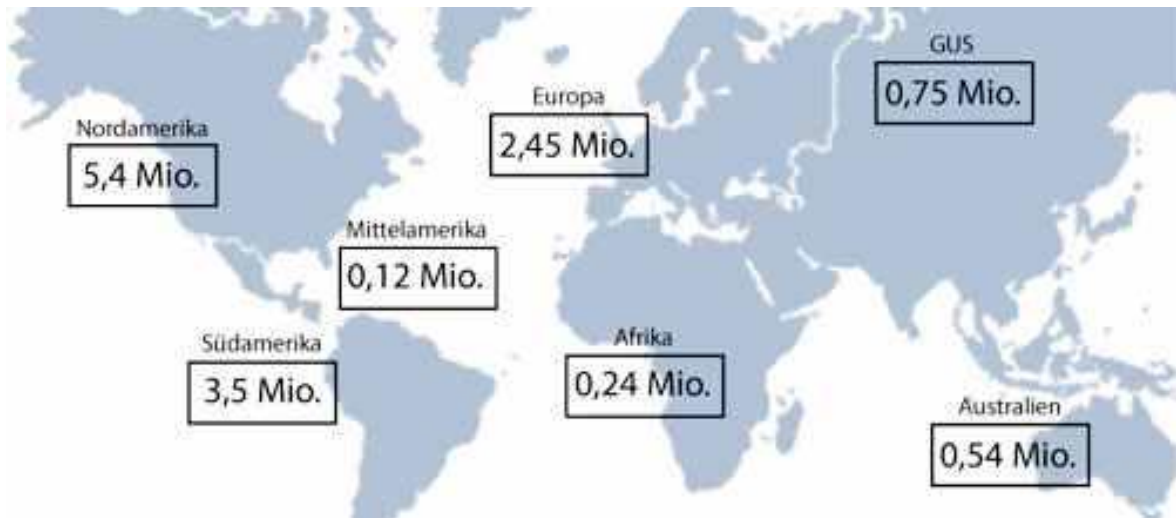 GUS
0,75 Mio.
Europa
2,45 Mio.
Nordamerika
5,4 Mio.
Mittelamerika
0,12 Mio.
Südamerika
3,5 Mio.
Afrika
0,24 Mio.
Australien
0,54 Mio.